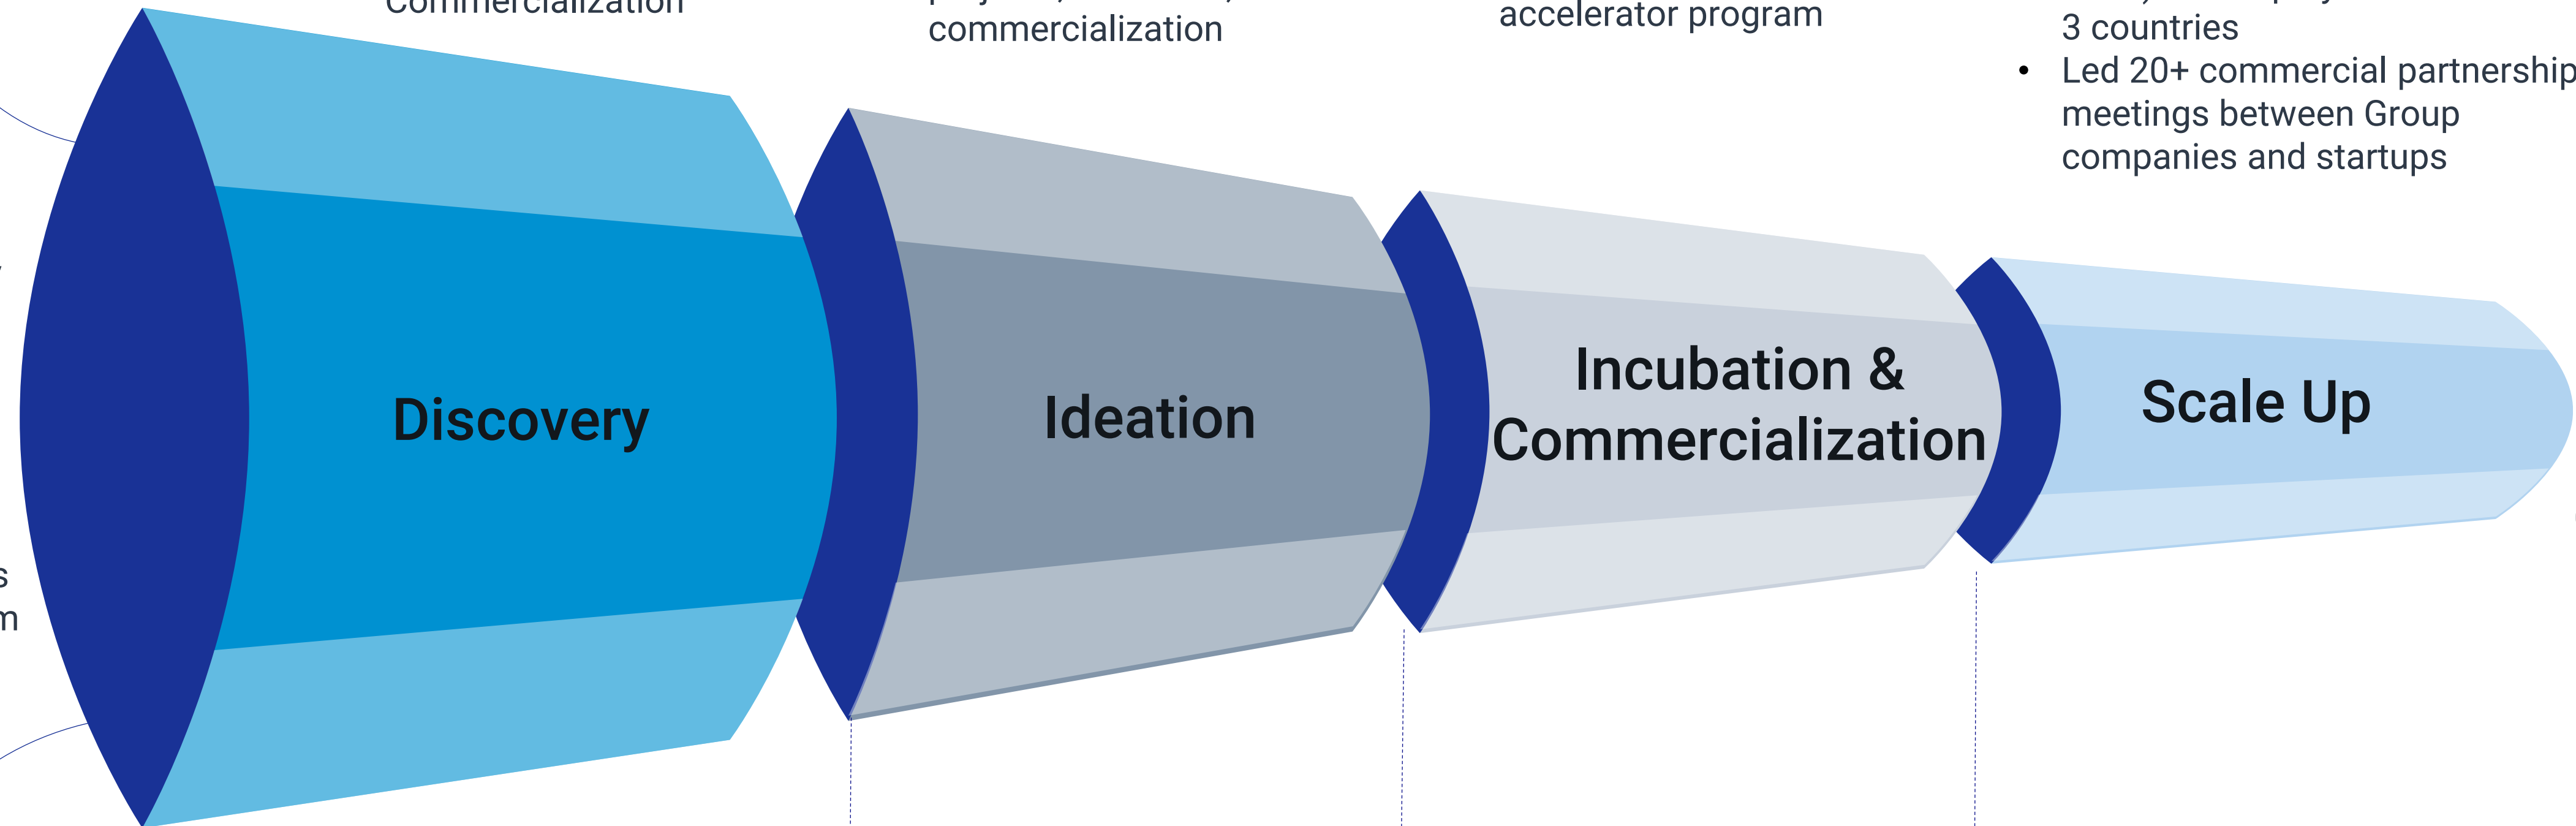 Commercialization
commercialization
accelerator program
3 countries
• Led 20+ commercial partnership
meetings between Group
companies and startups
Discovery
Ideation
Incubation &
Commercialization
Scale Up